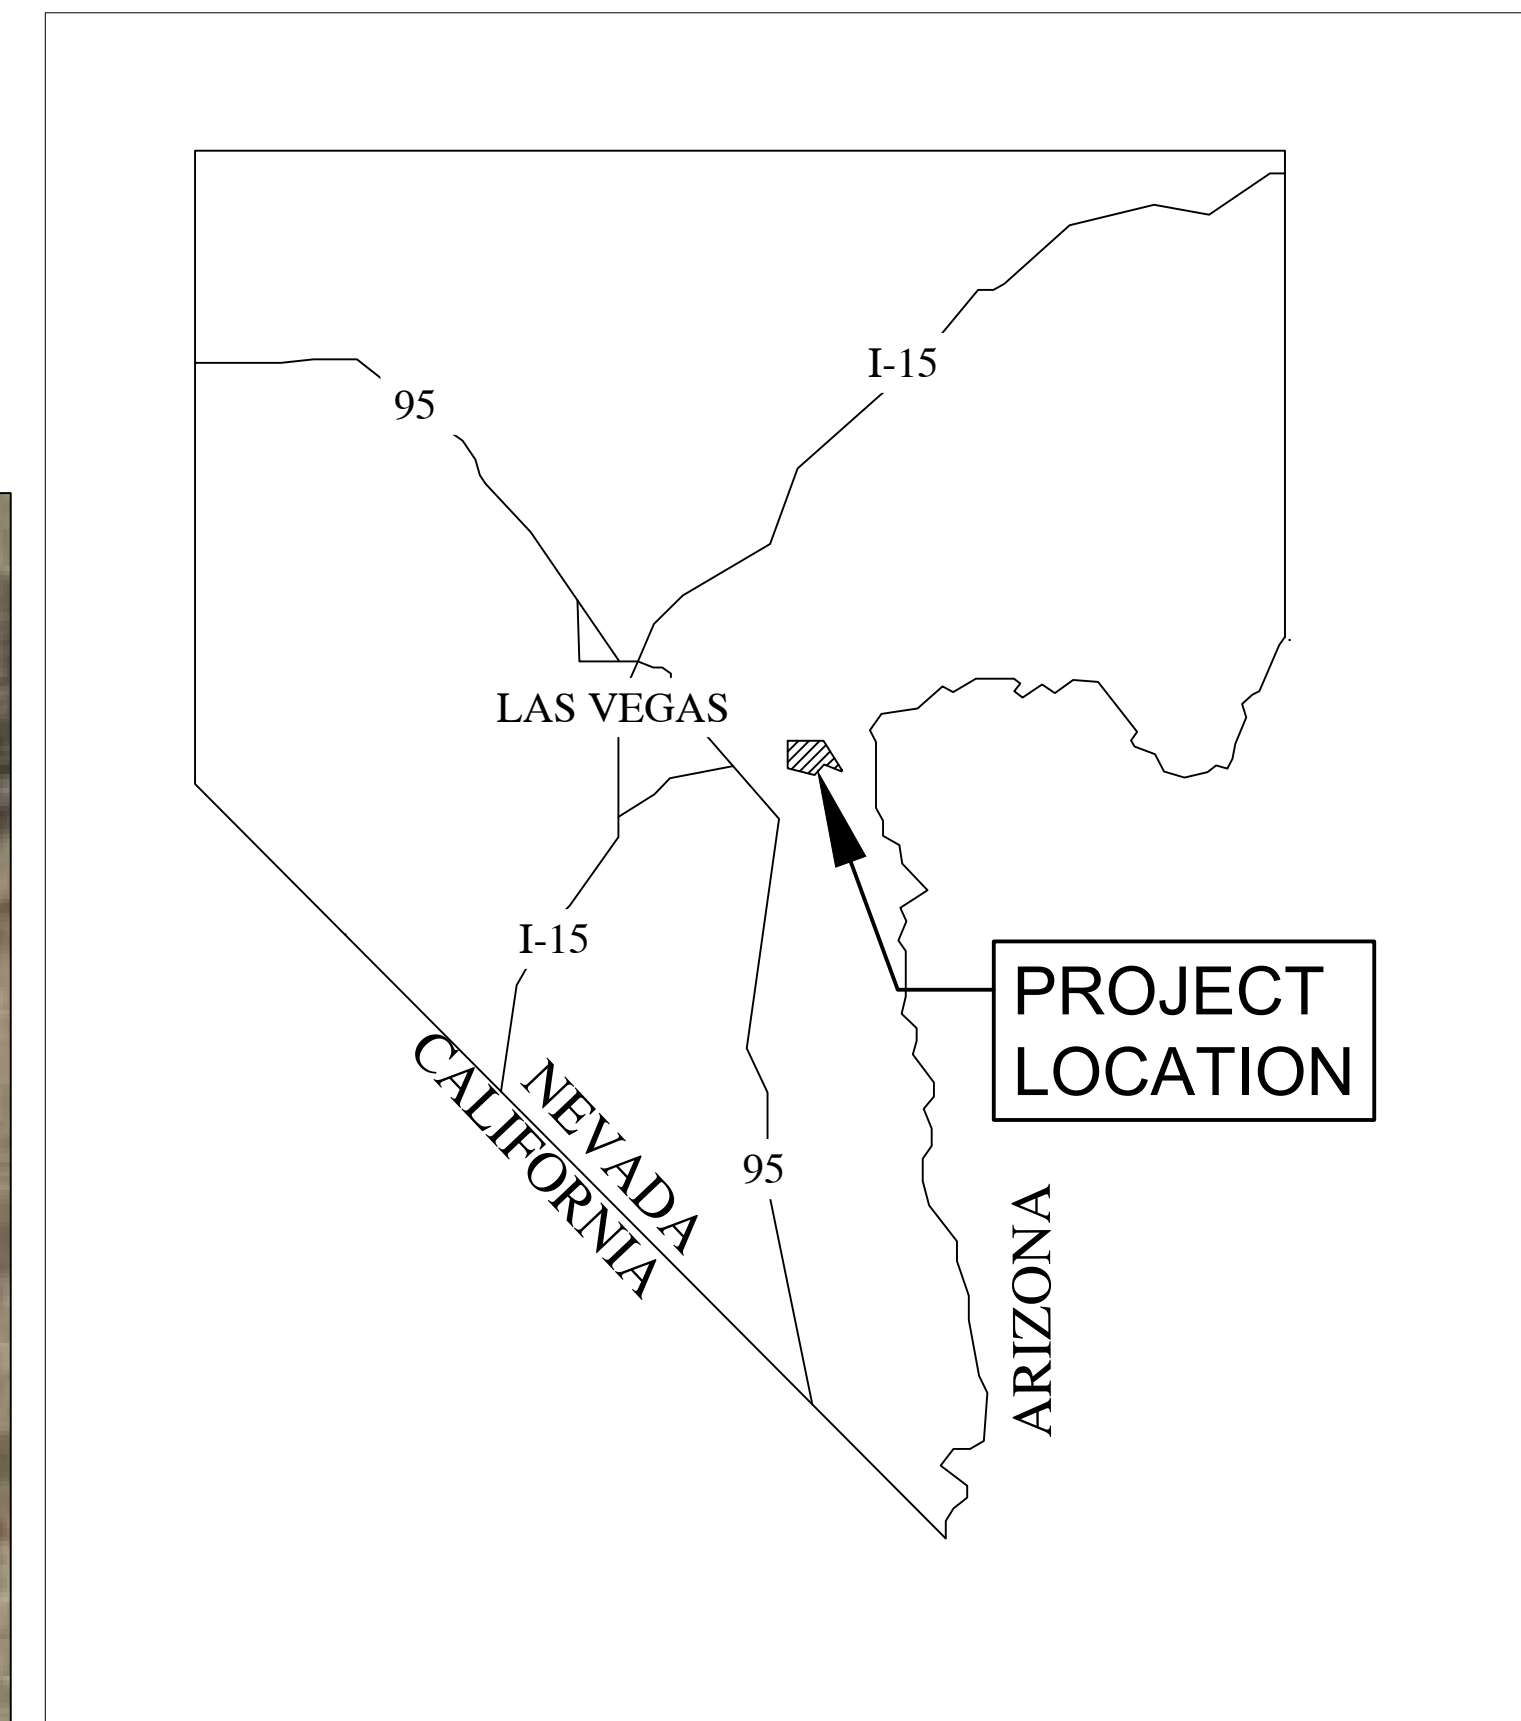 I-15
95
LAS VEGAS
I-15
PROJECT
LOCATION
NEVADA
CALIFORNIA
95
ARIZONA